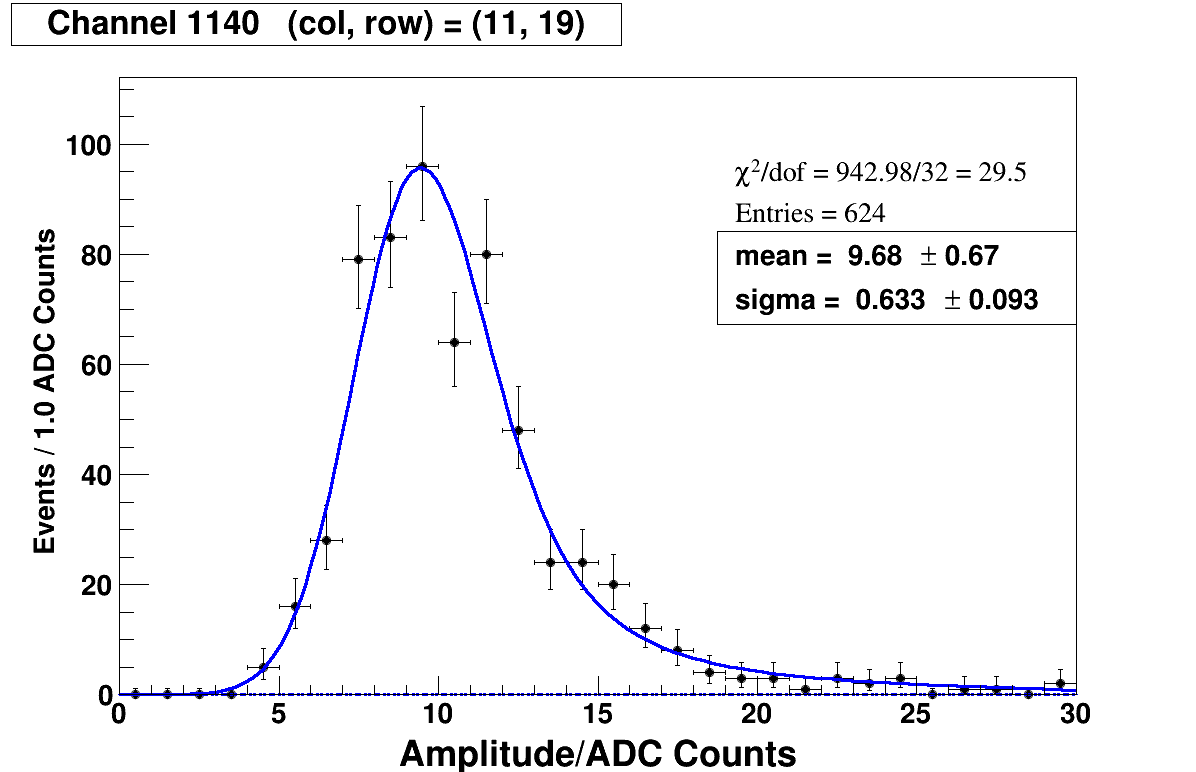 Channel 1140 (col, row) = (11, 19)
χ²/dof = 942.98/32 = 29.5
Entries = 624
mean = 9.68 ± 0.67
sigma = 0.633 ± 0.093
Events / 1.0 ADC Counts
100
80
60
40
20
0
0 5 10 15 20 25 30
Amplitude/ADC Counts